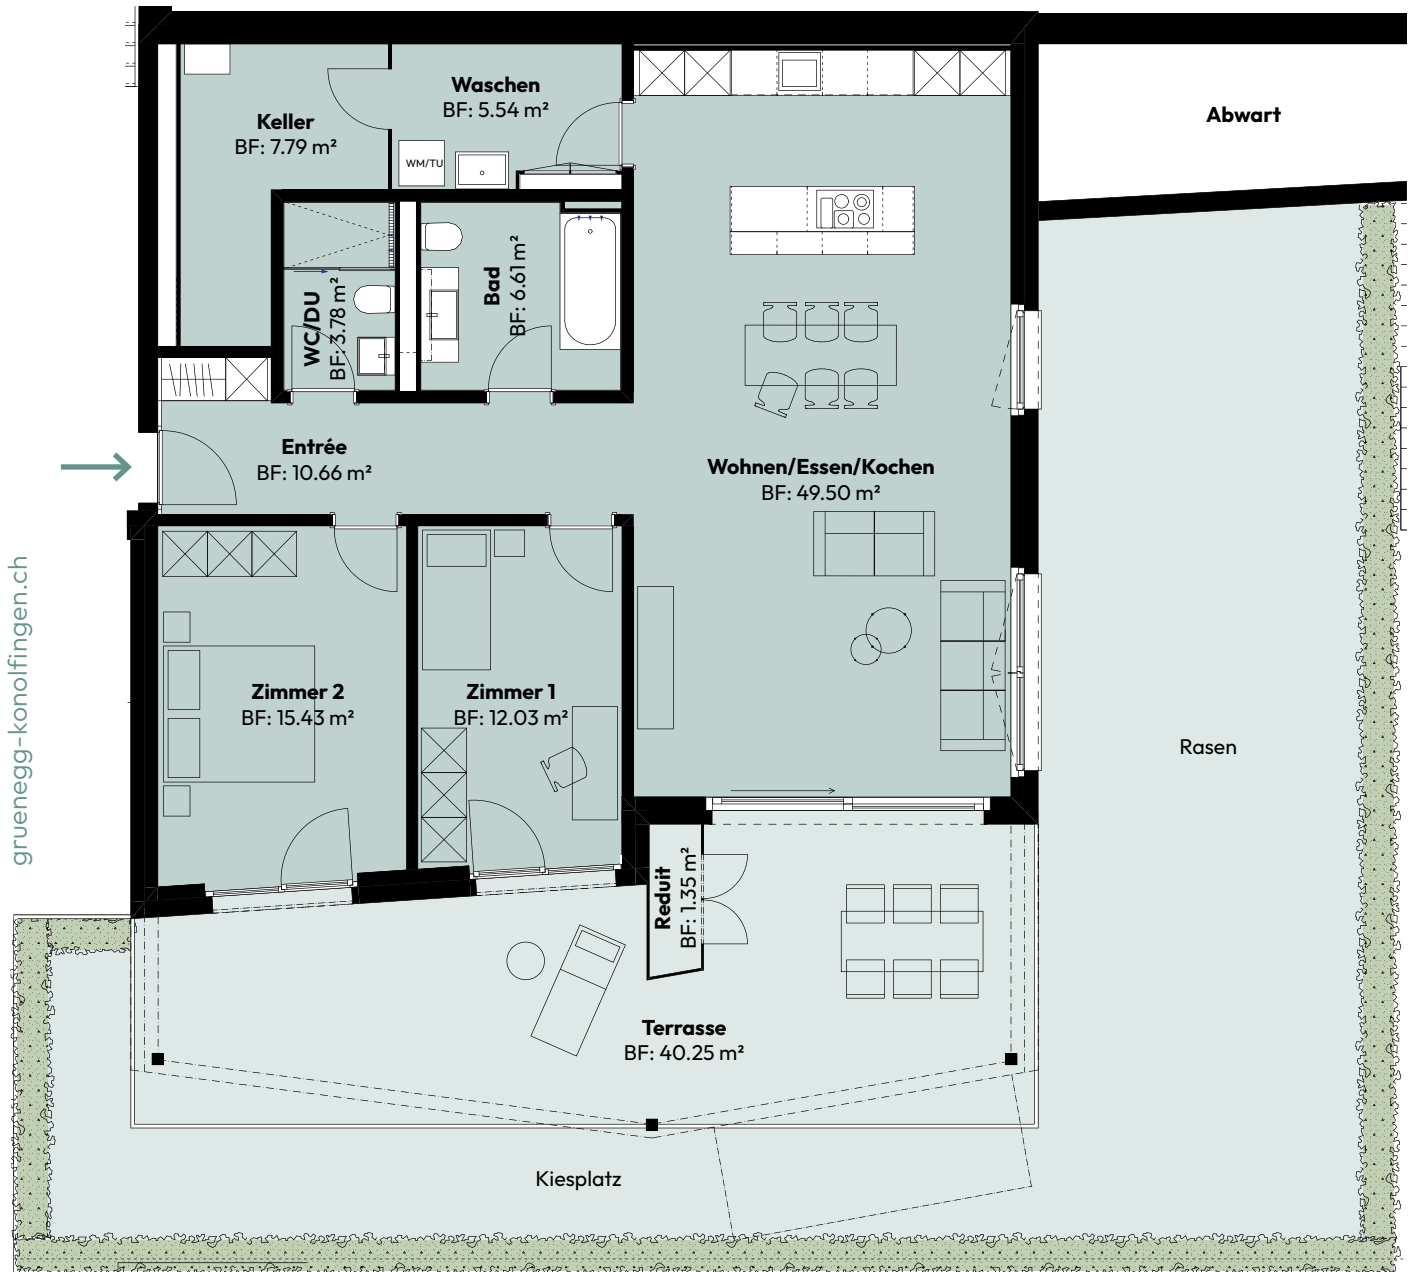 Waschen
BF: 5.54 m²
Keller
BF: 7.79 m²
WM/TU
Abwart
WC/DU
BF: 3.78 m²
Bad
BF: 6.61 m²
Entrée
BF: 10.66 m²
Wohnen/Essen/Kochen
BF: 49.50 m²
gruenegg-konolfingen.ch
Zimmer 2
BF: 15.43 m²
Zimmer 1
BF: 12.03 m²
Rasen
Reduit
BF: 1.35 m²
Terrasse
BF: 40.25 m²
Kiesplatz